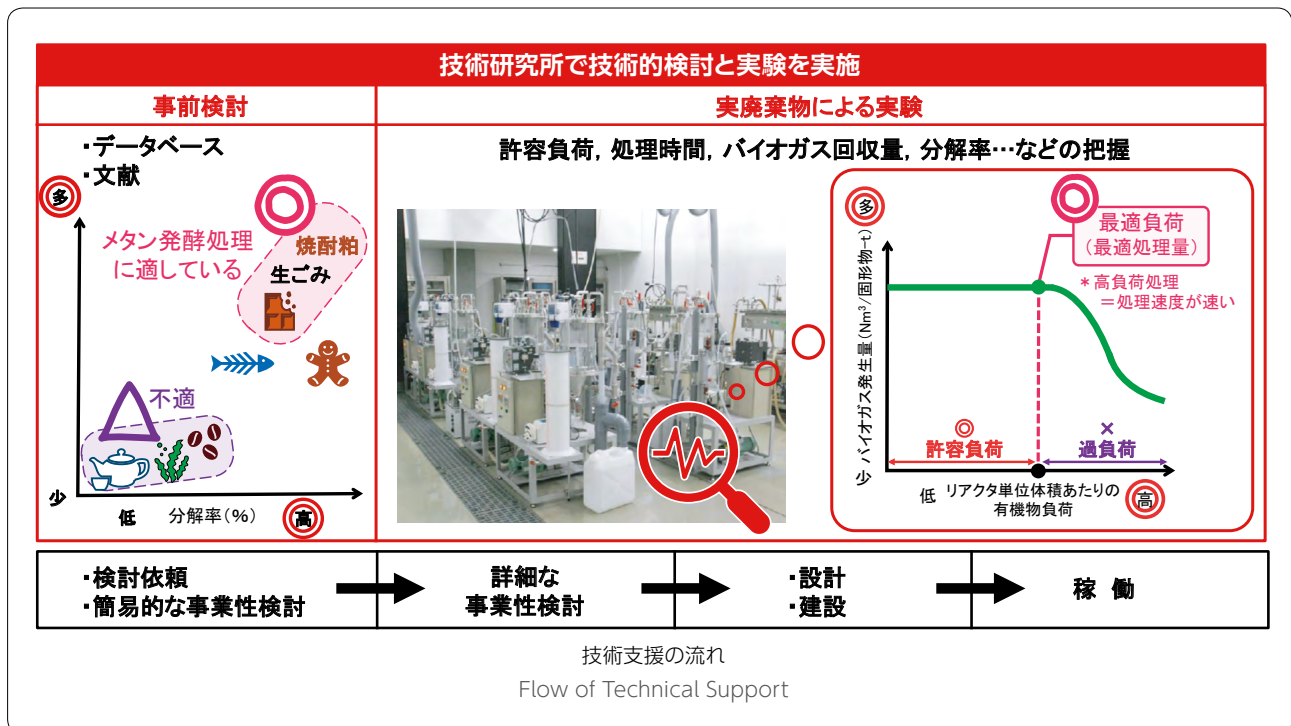 技術研究所で技術的検討と実験を実施
事前検討
実廃棄物による実験
・データベース
・文献
多
メタン発酵処理
に適している
焼酎粕
生ごみ
不適
少
低
分解率(%)
高
許容負荷, 処理時間, バイオガス回収量, 分解率…などの把握
多
少 バイオガス発生量(Nm³/固形物-t)
最適負荷
(最適処理量)
*高負荷処理
=処理速度が速い
◎
許容負荷
×
過負荷
低
リアクタ単位体積あたりの
有機物負荷
高
・検討依頼
・簡易的な事業性検討
詳細な
事業性検討
・設計
・建設
稼 働
技術支援の流れ
Flow of Technical Support